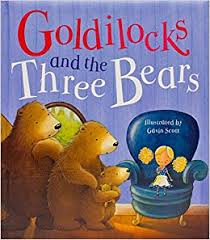 Goldilocks
and the
Three Bears
Illustrated by
Gavin Scott